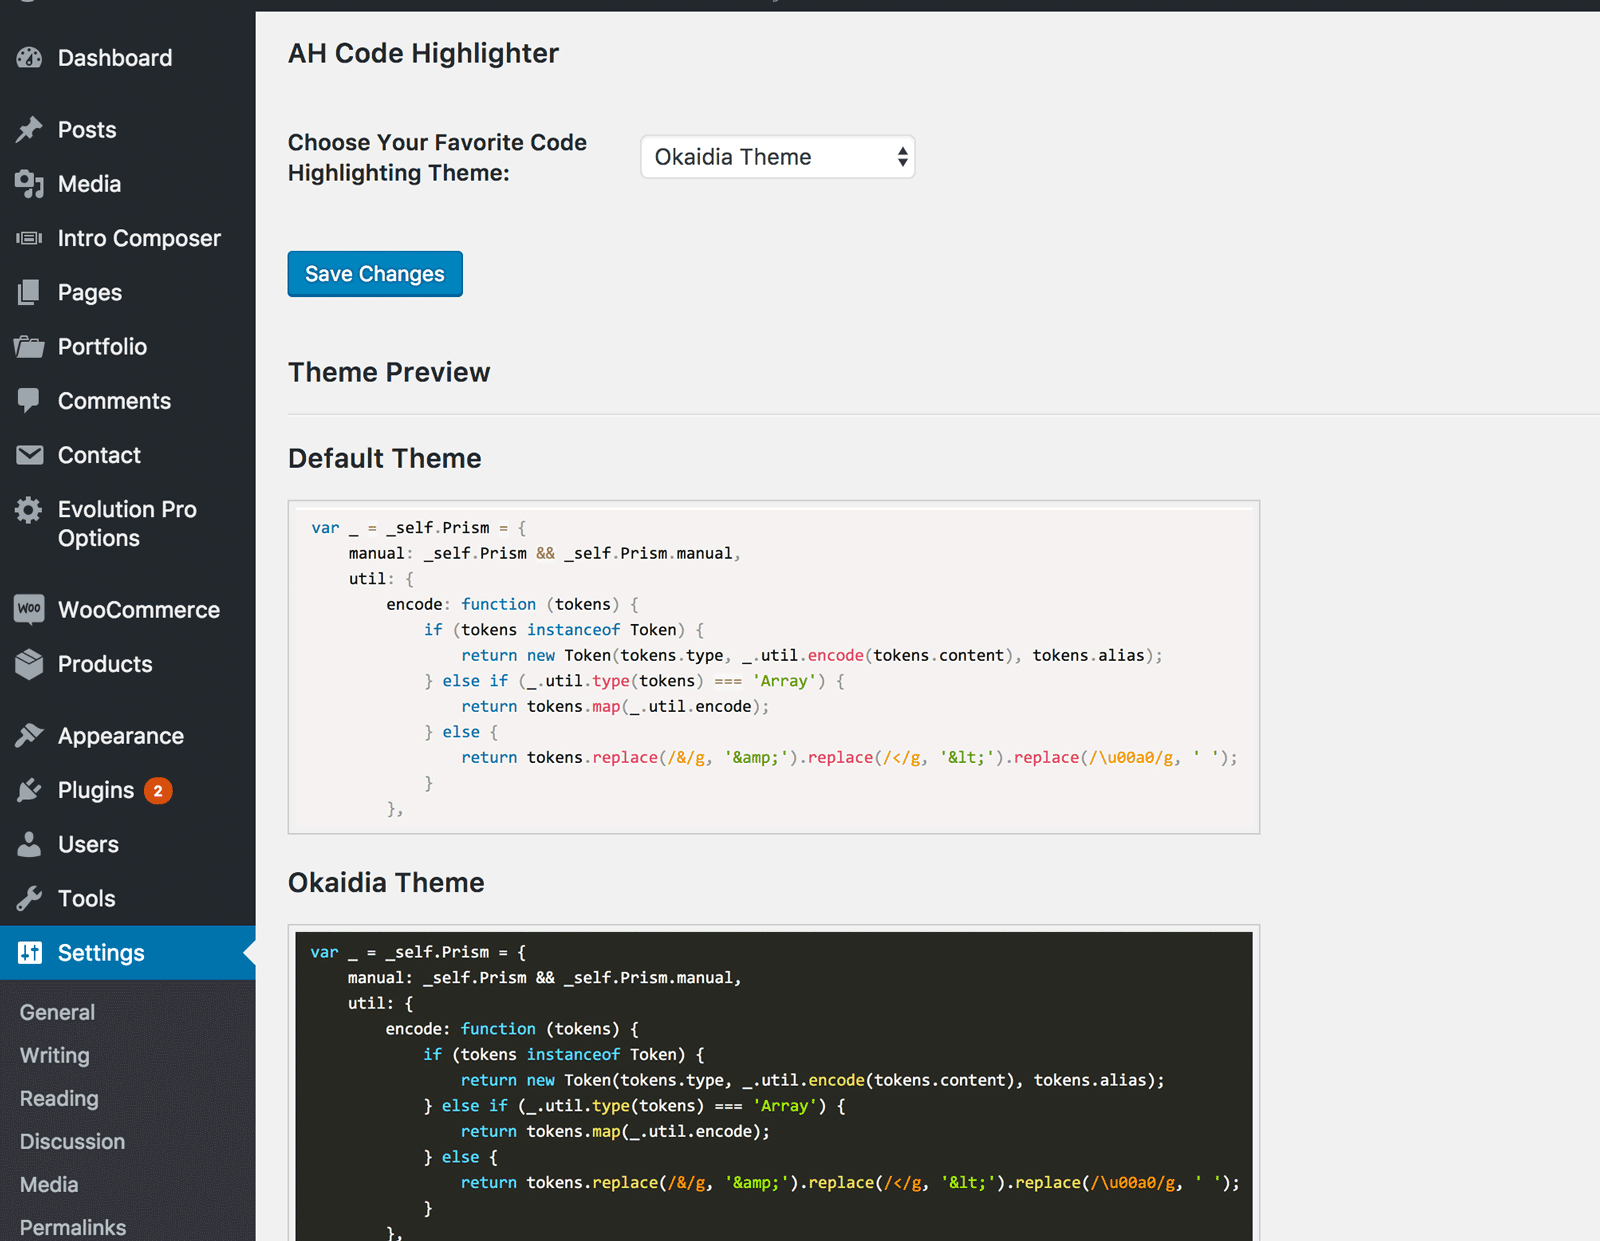 Dashboard
Posts
Media
Intro Composer
Pages
Portfolio
Comments
Contact
Evolution Pro
Options
WOO
WooCommerce
Products
Appearance
Plugins 2
Users
Tools
Settings
General
Writing
Reading
Discussion
Media
Permalinks
AH Code Highlighter
Choose Your Favorite Code
Highlighting Theme:
Okaidia Theme
Save Changes
Theme Preview
Default Theme
var _ = _self.Prism = {
    manual: _self.Prism && _self.Prism.manual,
    util: {
        encode: function (tokens) {
            if (tokens instanceof Token) {
                return new Token(tokens.type, _.util.encode(tokens.content), tokens.alias);
            } else if (_.util.type(tokens) === 'Array') {
                return tokens.map(_.util.encode);
            } else {
                return tokens.replace(/&/g, '&amp;').replace(/</g, '&lt;').replace(/\u00a0/g, ' ');
            }
        },
Okaidia Theme
var _ = _self.Prism = {
    manual: _self.Prism && _self.Prism.manual,
    util: {
        encode: function (tokens) {
            if (tokens instanceof Token) {
                return new Token(tokens.type, _.util.encode(tokens.content), tokens.alias);
            } else if (_.util.type(tokens) === 'Array') {
                return tokens.map(_.util.encode);
            } else {
                return tokens.replace(/&/g, '&amp;').replace(/</g, '&lt;').replace(/\u00a0/g, ' ');
            }
        },